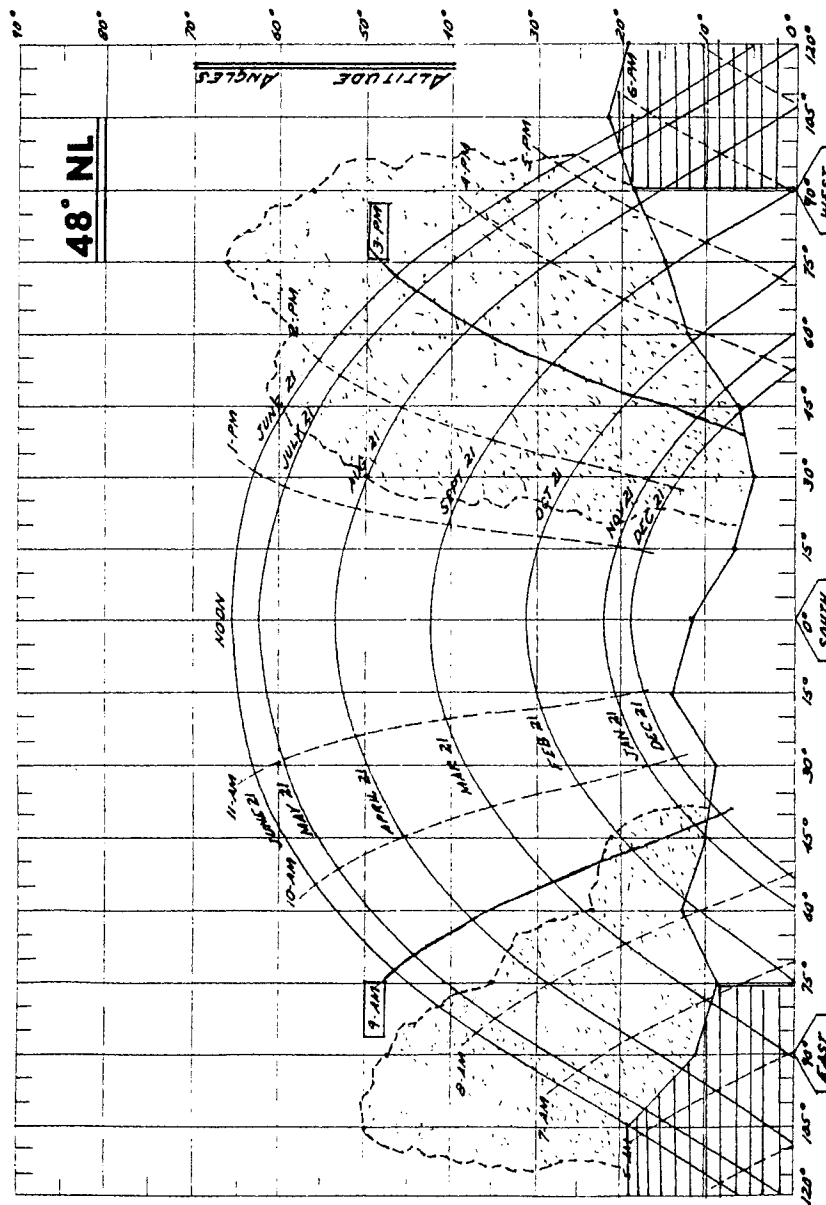 48° NL
ALTITUDE ANGLES
90°
80°
70°
60°
50°
40°
30°
20°
10°
0°
NOON
11-AM
10-AM
9-AM
8-AM
7-AM
5-AM
1-PM
2-PM
3-PM
4-PM
5-PM
6-PM
JUNE 21
MAY 21
APRIL 21
MAR 21
FEB 21
JAN 21
DEC 21
JUNE 21
JULY 21
AUG 21
SEPT 21
OCT 21
NOV 21
DEC 21
120°
105°
90°
75°
60°
45°
30°
15°
0°
15°
30°
45°
60°
75°
90°
105°
120°
EAST
SOUTH
WEST